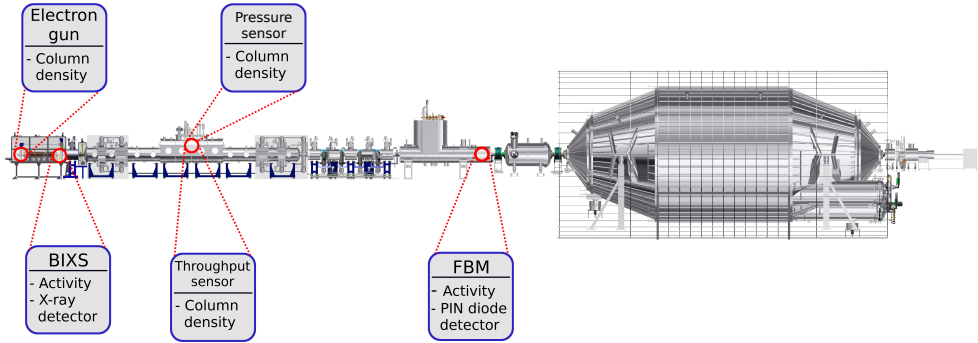 Electron
gun
- Column
density
Pressure
sensor
- Column
density
BIXS
- Activity
- X-ray
detector
Throughput
sensor
- Column
density
FBM
- Activity
- PIN diode
detector